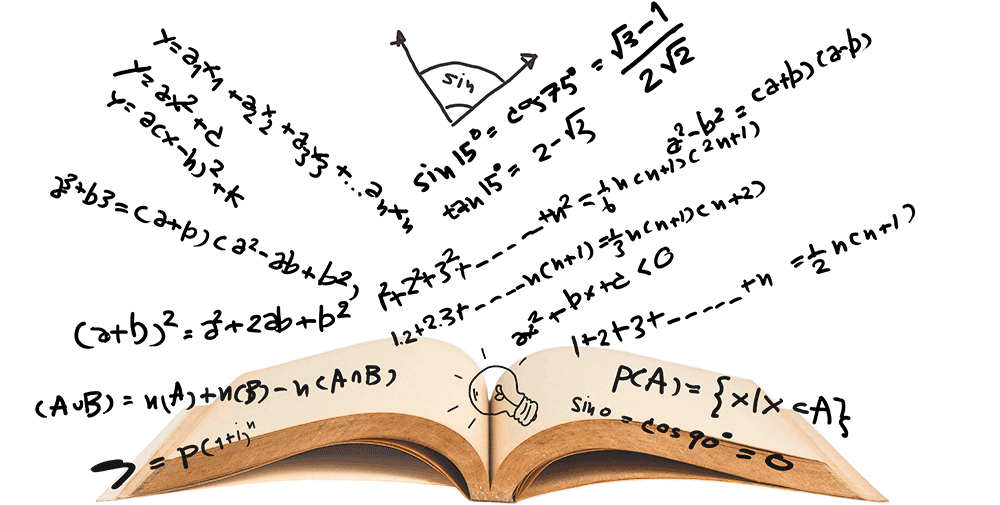 Y=a₁x₁+a₂x₂+a₃x₃+...aₙxₙ
Y=ax²+c
Y=a(x-h)²+k
sin
sin15°=cos75°=(√3-1)/(2√2)
tan15°=2-√3
a²-b²=(a+b)(a-b)
a³+b3=(a+b)(a²-ab+b2,
1²+2²+3²+------+n²=1/6n(n+1)(2n+1)
1.2+2.3+-----n(n+1)=1/3n(n+1)(n+2)
ax²+bx+c<0
1+2+3+------+n =1/2n(n+1)
(a+b)²=a²+2ab+b²
(A∪B)=n(A)+n(B)-n(A∩B)
P(A)={x|x⊂A}
sin0=cos90°=0
=P(1+i)ⁿ